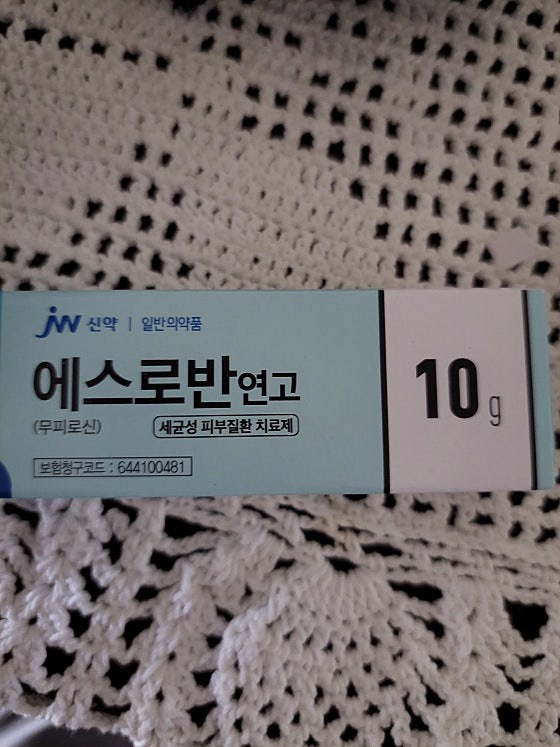 JW 신약 | 일반의약품
에스로반연고
(무피로신) 세균성 피부질환 치료제
보험청구코드 : 644100481
10 g